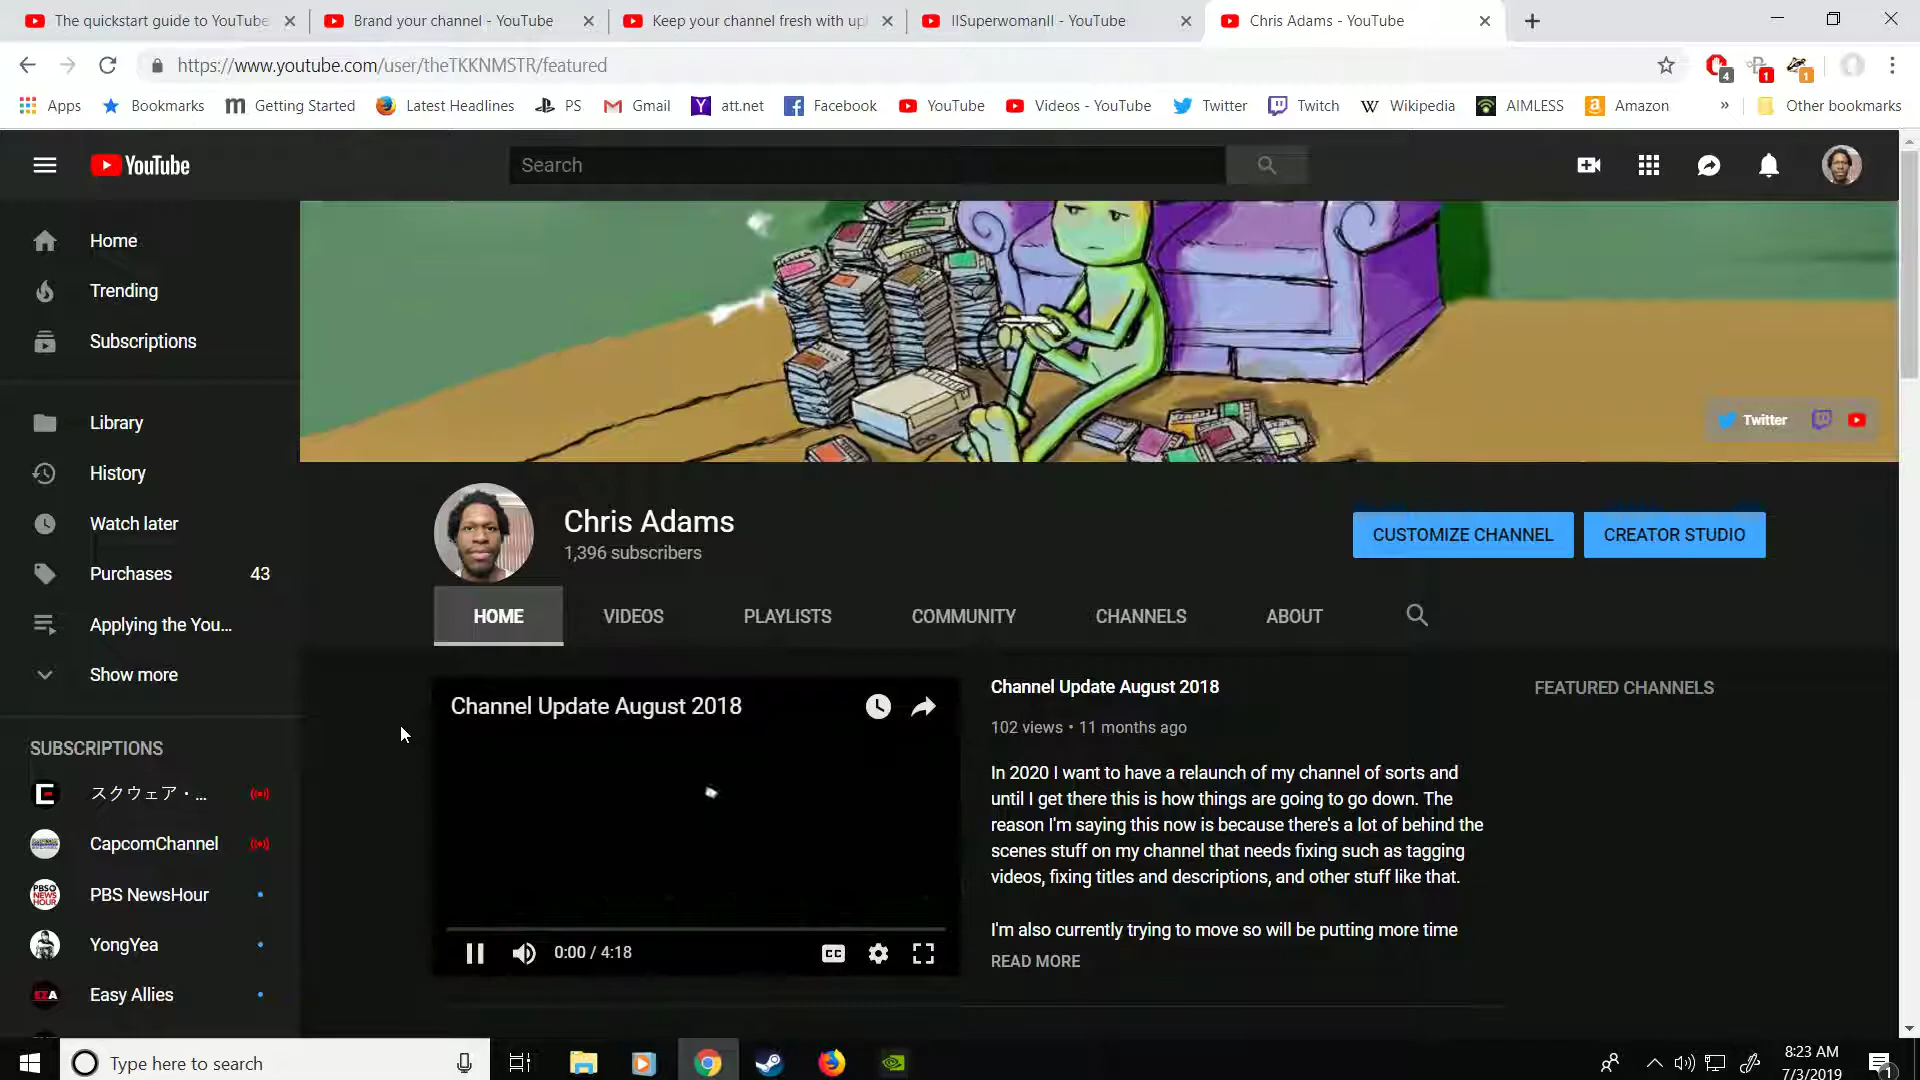 The quickstart guide to YouTube
Brand your channel - YouTube
Keep your channel fresh with upl
IISuperwomanII - YouTube
Chris Adams - YouTube
https://www.youtube.com/user/theTKKNMSTR/featured
4
1
1
Apps
Bookmarks
Getting Started
Latest Headlines
PS
Gmail
att.net
Facebook
YouTube
Videos - YouTube
Twitter
Twitch
Wikipedia
AIMLESS
Amazon
»
Other bookmarks
YouTube
Search
Home
Trending
Subscriptions
Library
History
Watch later
Purchases 43
Applying the You...
Show more
SUBSCRIPTIONS
スクウェア・...
CapcomChannel
PBS NEWS HOUR
PBS NewsHour
YongYea
EZA
Easy Allies
Twitter
Chris Adams
1,396 subscribers
CUSTOMIZE CHANNEL
CREATOR STUDIO
HOME
VIDEOS
PLAYLISTS
COMMUNITY
CHANNELS
ABOUT
Channel Update August 2018
0:00 / 4:18
CC
Channel Update August 2018
102 views • 11 months ago
In 2020 I want to have a relaunch of my channel of sorts and
until I get there this is how things are going to go down. The
reason I'm saying this now is because there's a lot of behind the
scenes stuff on my channel that needs fixing such as tagging
videos, fixing titles and descriptions, and other stuff like that.
I'm also currently trying to move so will be putting more time
READ MORE
FEATURED CHANNELS
Type here to search
8:23 AM
7/3/2019
1